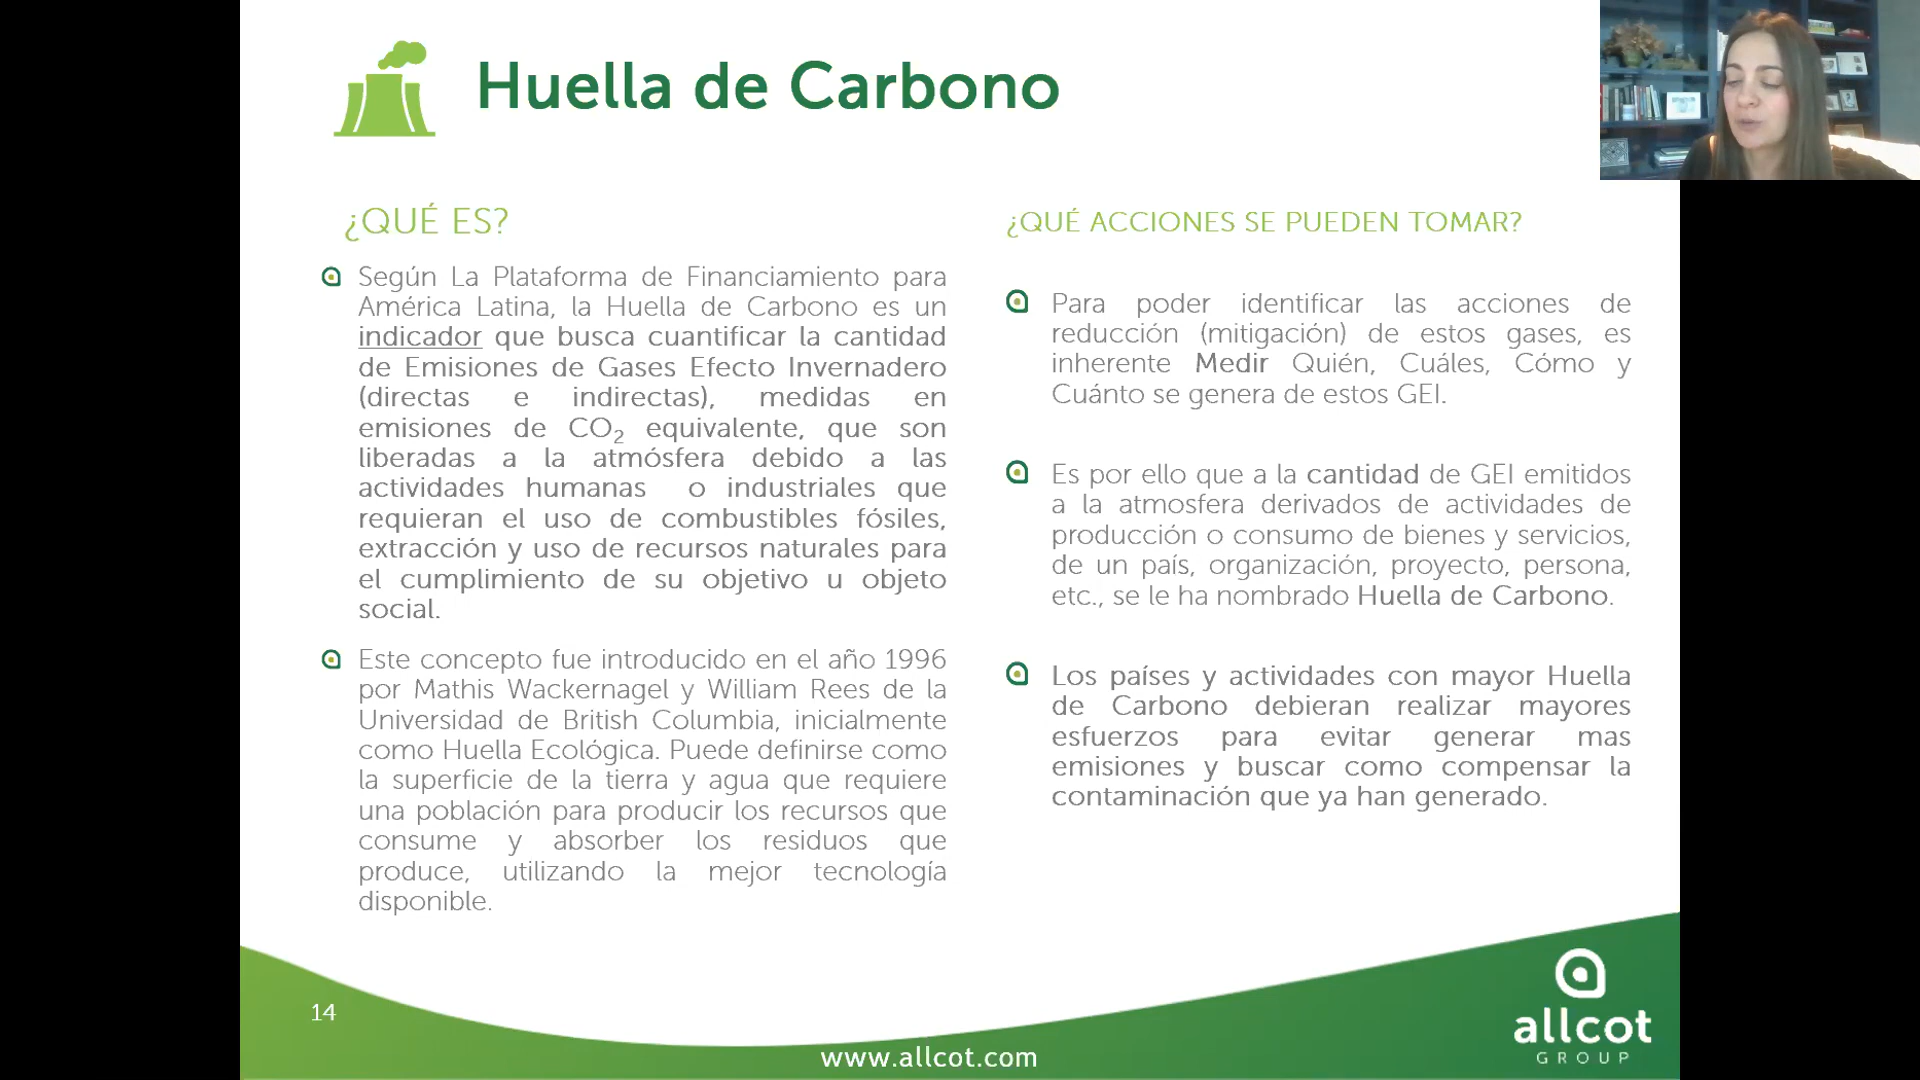 Huella de Carbono
¿QUÉ ES?
Según La Plataforma de Financiamiento para
América Latina, la Huella de Carbono es un
indicador que busca cuantificar la cantidad
de Emisiones de Gases Efecto Invernadero
(directas e indirectas), medidas en
emisiones de CO₂ equivalente, que son
liberadas a la atmósfera debido a las
actividades humanas o industriales que
requieran el uso de combustibles fósiles,
extracción y uso de recursos naturales para
el cumplimiento de su objetivo u objeto
social.
Este concepto fue introducido en el año 1996
por Mathis Wackernagel y William Rees de la
Universidad de British Columbia, inicialmente
como Huella Ecológica. Puede definirse como
la superficie de la tierra y agua que requiere
una población para producir los recursos que
consume y absorber los residuos que
produce, utilizando la mejor tecnología
disponible.
¿QUÉ ACCIONES SE PUEDEN TOMAR?
Para poder identificar las acciones de
reducción (mitigación) de estos gases, es
inherente Medir Quién, Cuáles, Cómo y
Cuánto se genera de estos GEI.
Es por ello que a la cantidad de GEI emitidos
a la atmosfera derivados de actividades de
producción o consumo de bienes y servicios,
de un país, organización, proyecto, persona,
etc., se le ha nombrado Huella de Carbono.
Los países y actividades con mayor Huella
de Carbono debieran realizar mayores
esfuerzos para evitar generar mas
emisiones y buscar como compensar la
contaminación que ya han generado.
14
www.allcot.com
allcot
GROUP